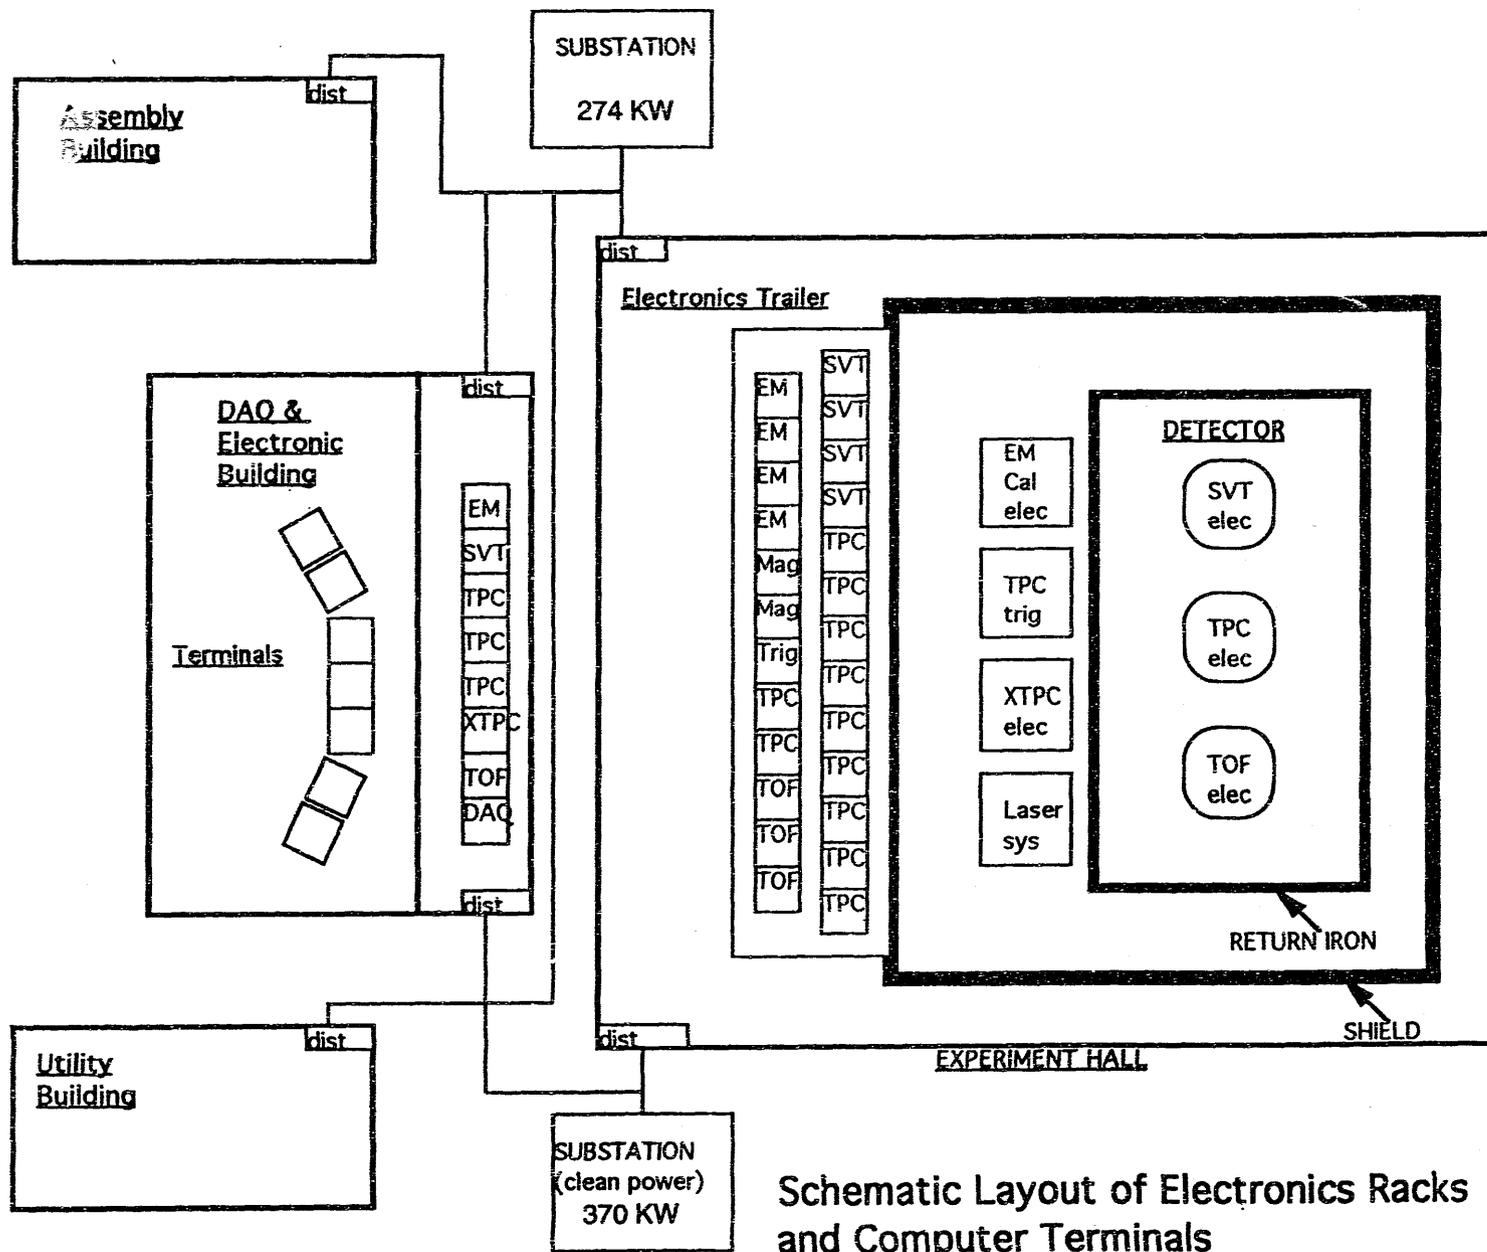 SUBSTATION
274 KW
dist
Assembly
Building
dist
Electronics Trailer
SVT
SVT
SVT
SVT
TPC
TPC
TPC
TPC
TPC
TPC
TPC
TPC
TPC
EM
EM
EM
EM
Mag
Mag
Trig
TPC
TPC
TOF
TOF
TOF
dist
DAQ &
Electronic
Building
EM
SVT
TPC
TPC
TPC
XTPC
TOF
DAQ
Terminals
dist
EM
Cal
elec
TPC
trig
XTPC
elec
Laser
sys
DETECTOR
SVT
elec
TPC
elec
TOF
elec
RETURN IRON
SHIELD
dist
EXPERIMENT HALL
dist
Utility
Building
SUBSTATION
(clean power)
370 KW
Schematic Layout of Electronics Racks
and Computer Terminals